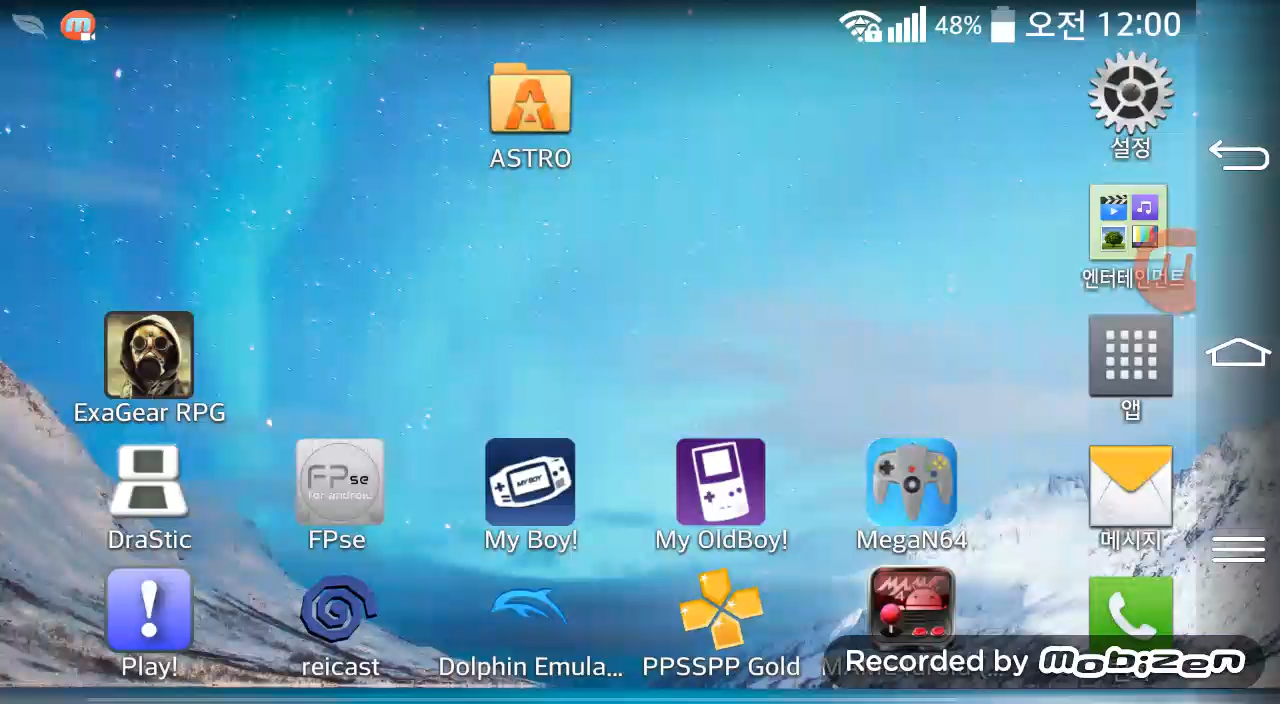 48% 오전 12:00
ASTRO
설정
엔터테인먼트
ExaGear RPG
앱
FPse
for android
MY BOY!
DraStic
FPse
My Boy!
My OldBoy!
MegaN64
메시지
MAME
Play!
reicast
Dolphin Emula...
PPSSPP Gold
Recorded by MobiZen